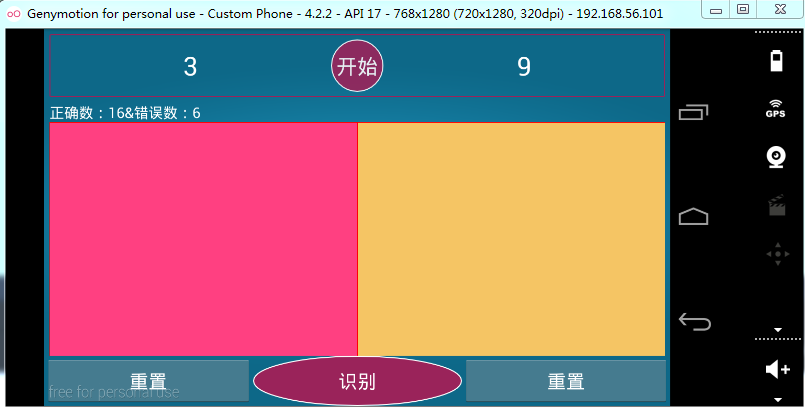 Genymotion for personal use - Custom Phone - 4.2.2 - API 17 - 768x1280 (720x1280, 320dpi) - 192.168.56.101
3 开始 9
正确数：16&错误数：6
GPS
重置 识别 重置
free for personal use